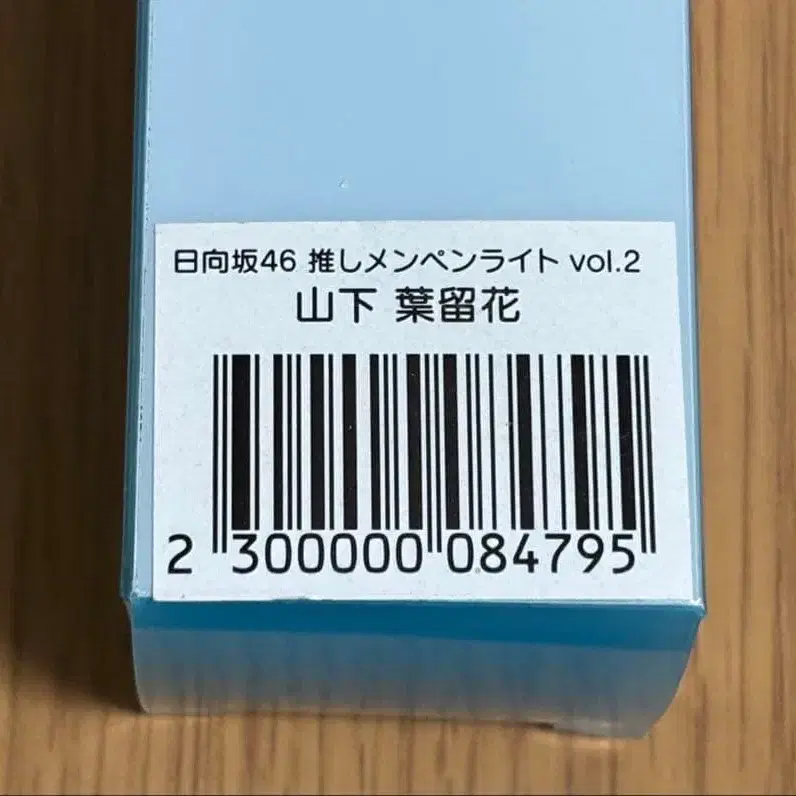 日向坂46 推しメンペンライト vol.2
山下 葉留花
2 300000 084795